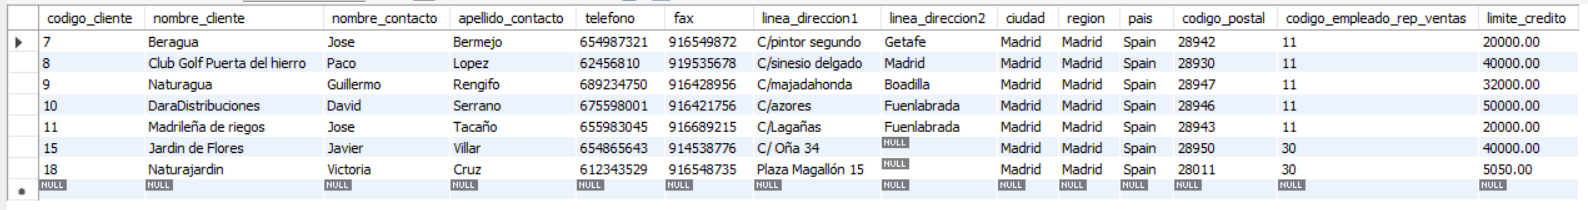 codigo_cliente nombre_cliente nombre_contacto apellido_contacto telefono fax linea_direccion1 linea_direccion2 ciudad region pais codigo_postal codigo_empleado_rep_ventas limite_credito
7 Beragua Jose Bermejo 654987321 916549872 C/pintor segundo Getafe Madrid Madrid Spain 28942 11 20000.00
8 Club Golf Puerta del hierro Paco Lopez 62456810 919535678 C/sinesio delgado Madrid Madrid Madrid Spain 28930 11 40000.00
9 Naturagua Guillermo Rengifo 689234750 916428956 C/majadahonda Boadilla Madrid Madrid Spain 28947 11 32000.00
10 DaraDistribuciones David Serrano 675598001 916421756 C/azores Fuenlabrada Madrid Madrid Spain 28946 11 50000.00
11 Madrileña de riegos Jose Tacaño 655983045 916689215 C/Lagañas Fuenlabrada Madrid Madrid Spain 28943 11 20000.00
15 Jardin de Flores Javier Villar 654865643 914538776 C/ Oña 34 NULL Madrid Madrid Spain 28950 30 40000.00
18 Naturajardin Victoria Cruz 612343529 916548735 Plaza Magallón 15 NULL Madrid Madrid Spain 28011 30 5050.00
NULL NULL NULL NULL NULL NULL NULL NULL NULL NULL NULL NULL NULL NULL